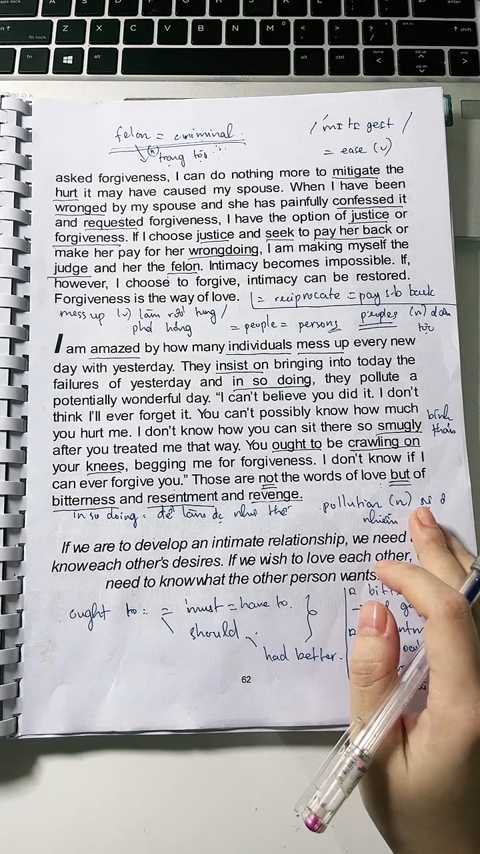 felon = criminal
/ˈmɪtɪgeɪt/
= ease (v)
trọng tội
asked forgiveness, I can do nothing more to mitigate the
hurt it may have caused my spouse. When I have been
wronged by my spouse and she has painfully confessed it
and requested forgiveness, I have the option of justice or
forgiveness. If I choose justice and seek to pay her back or
make her pay for her wrongdoing, I am making myself the
judge and her the felon. Intimacy becomes impossible. If,
however, I choose to forgive, intimacy can be restored.
Forgiveness is the way of love.
= reciprocate = pay s.b back
mess up (v) làm rối tung /
phá hỏng
= people = persons
peoples (n) dân
tộc
I am amazed by how many individuals mess up every new
day with yesterday. They insist on bringing into today the
failures of yesterday and in so doing, they pollute a
potentially wonderful day. “I can't believe you did it. I don't
think I'll ever forget it. You can't possibly know how much
you hurt me. I don't know how you can sit there so smugly
after you treated me that way. You ought to be crawling on
your knees, begging me for forgiveness. I don't know if I
can ever forgive you.” Those are not the words of love but of
bitterness and resentment and revenge.
bình
thản
in so doing: để làm đc như thế
pollution (n) sự ô
nhiễm
If we are to develop an intimate relationship, we need
know each other's desires. If we wish to love each other,
need to know what the other person wants.
ought to: = must = have to
should
had better.
62